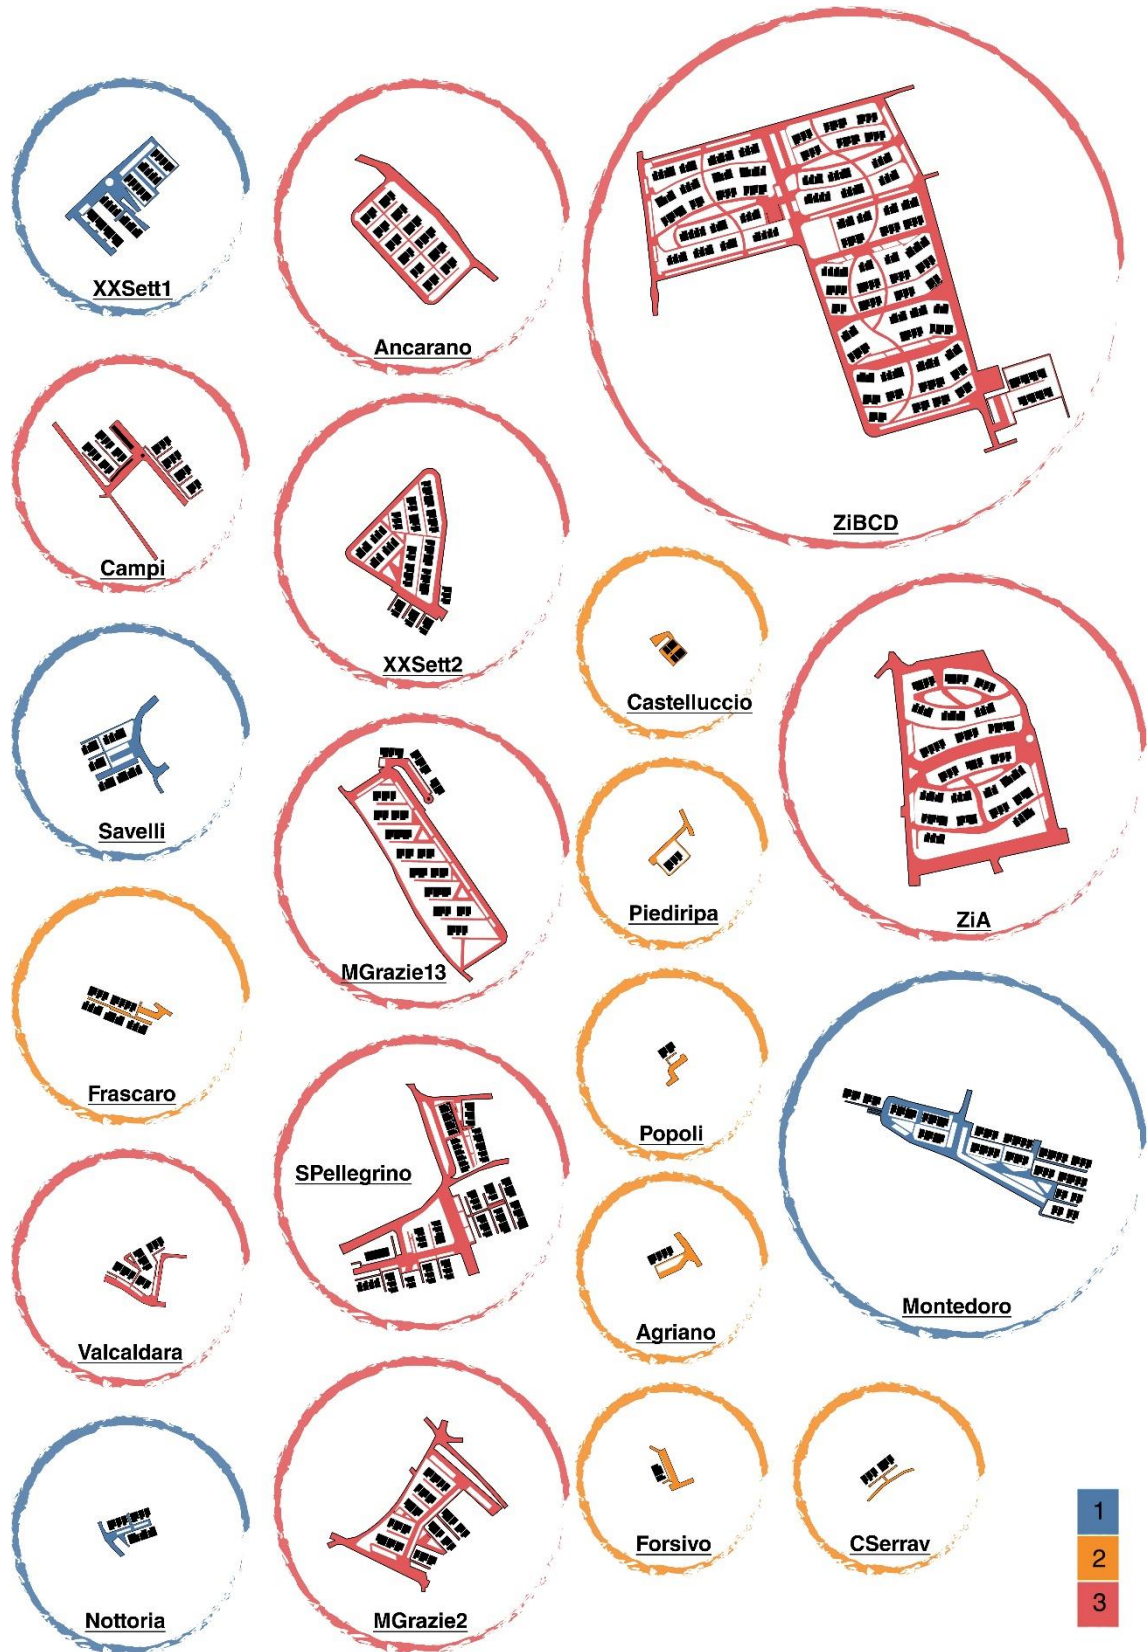 XXSett1
Ancarano
ZiBCD
Campi
XXSett2
Castelluccio
Savelli
MGrazie13
Piediripa
ZiA
Frascaro
SPellegrino
Popoli
Valcaldara
Agriano
Montedoro
Nottoria
MGrazie2
Forsivo
CSerrav
1
2
3